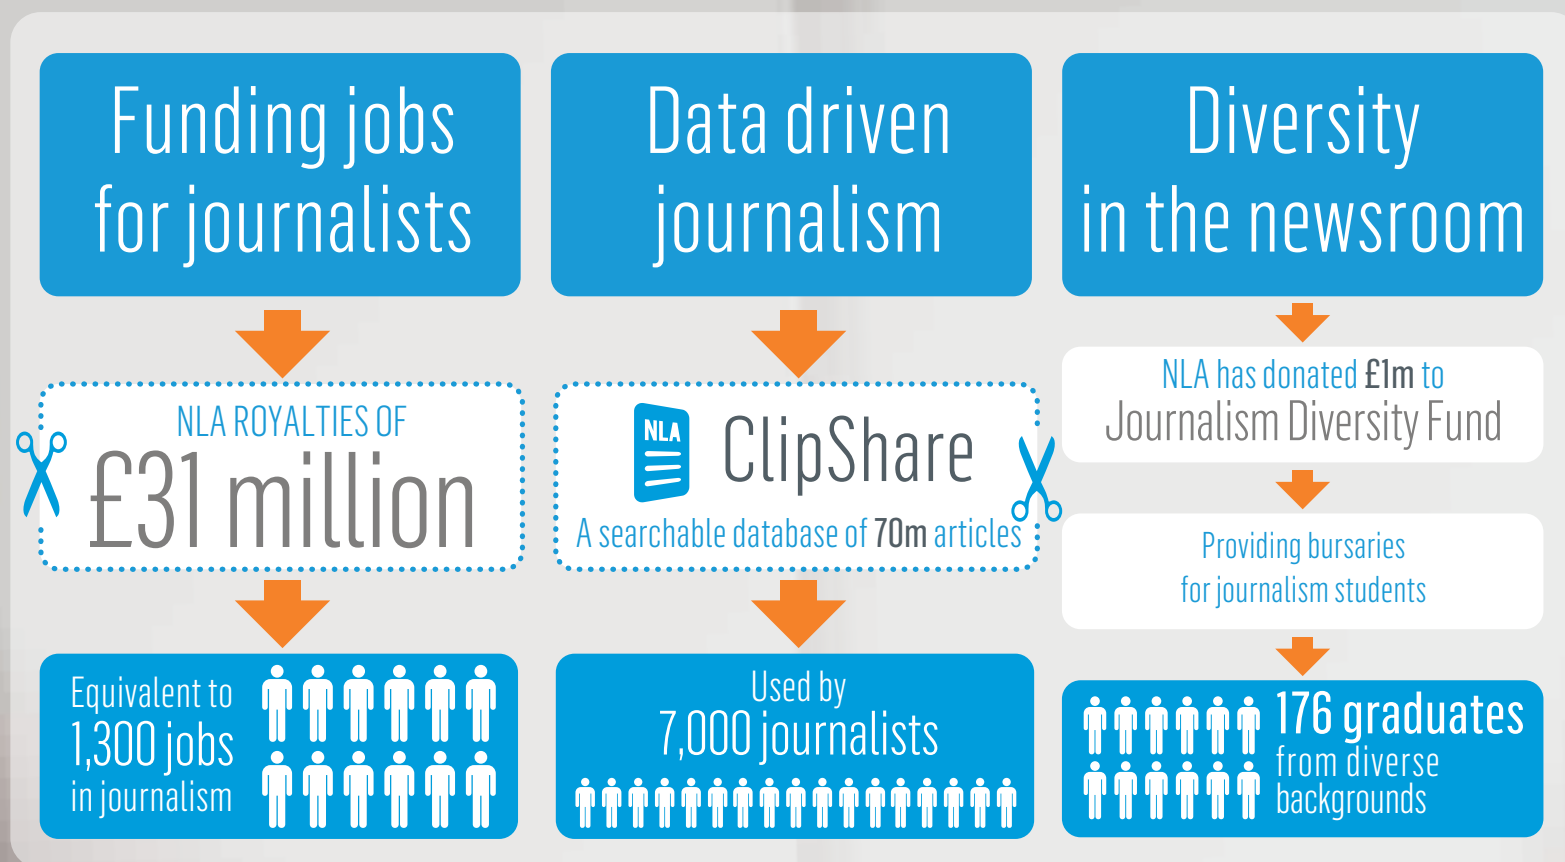 Funding jobs
for journalists
NLA ROYALTIES OF
£31 million
Equivalent to
1,300 jobs
in journalism
Data driven
journalism
NLA
ClipShare
A searchable database of 70m articles
Used by
7,000 journalists
Diversity
in the newsroom
NLA has donated £1m to
Journalism Diversity Fund
Providing bursaries
for journalism students
176 graduates
from diverse
backgrounds